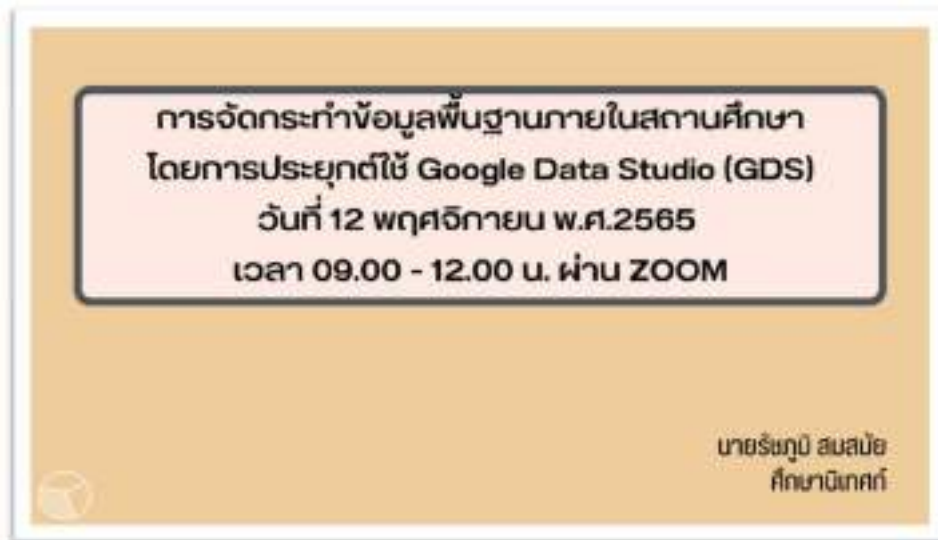 การจัดกระทำข้อมูลพื้นฐานภายในสถานศึกษา
โดยการประยุกต์ใช้ Google Data Studio (GDS)
วันที่ 12 พฤศจิกายน พ.ศ.2565
เวลา 09.00 - 12.00 น. ผ่าน ZOOM
นายรัชภูมิ สมสมัย
ศึกษานิเทศก์